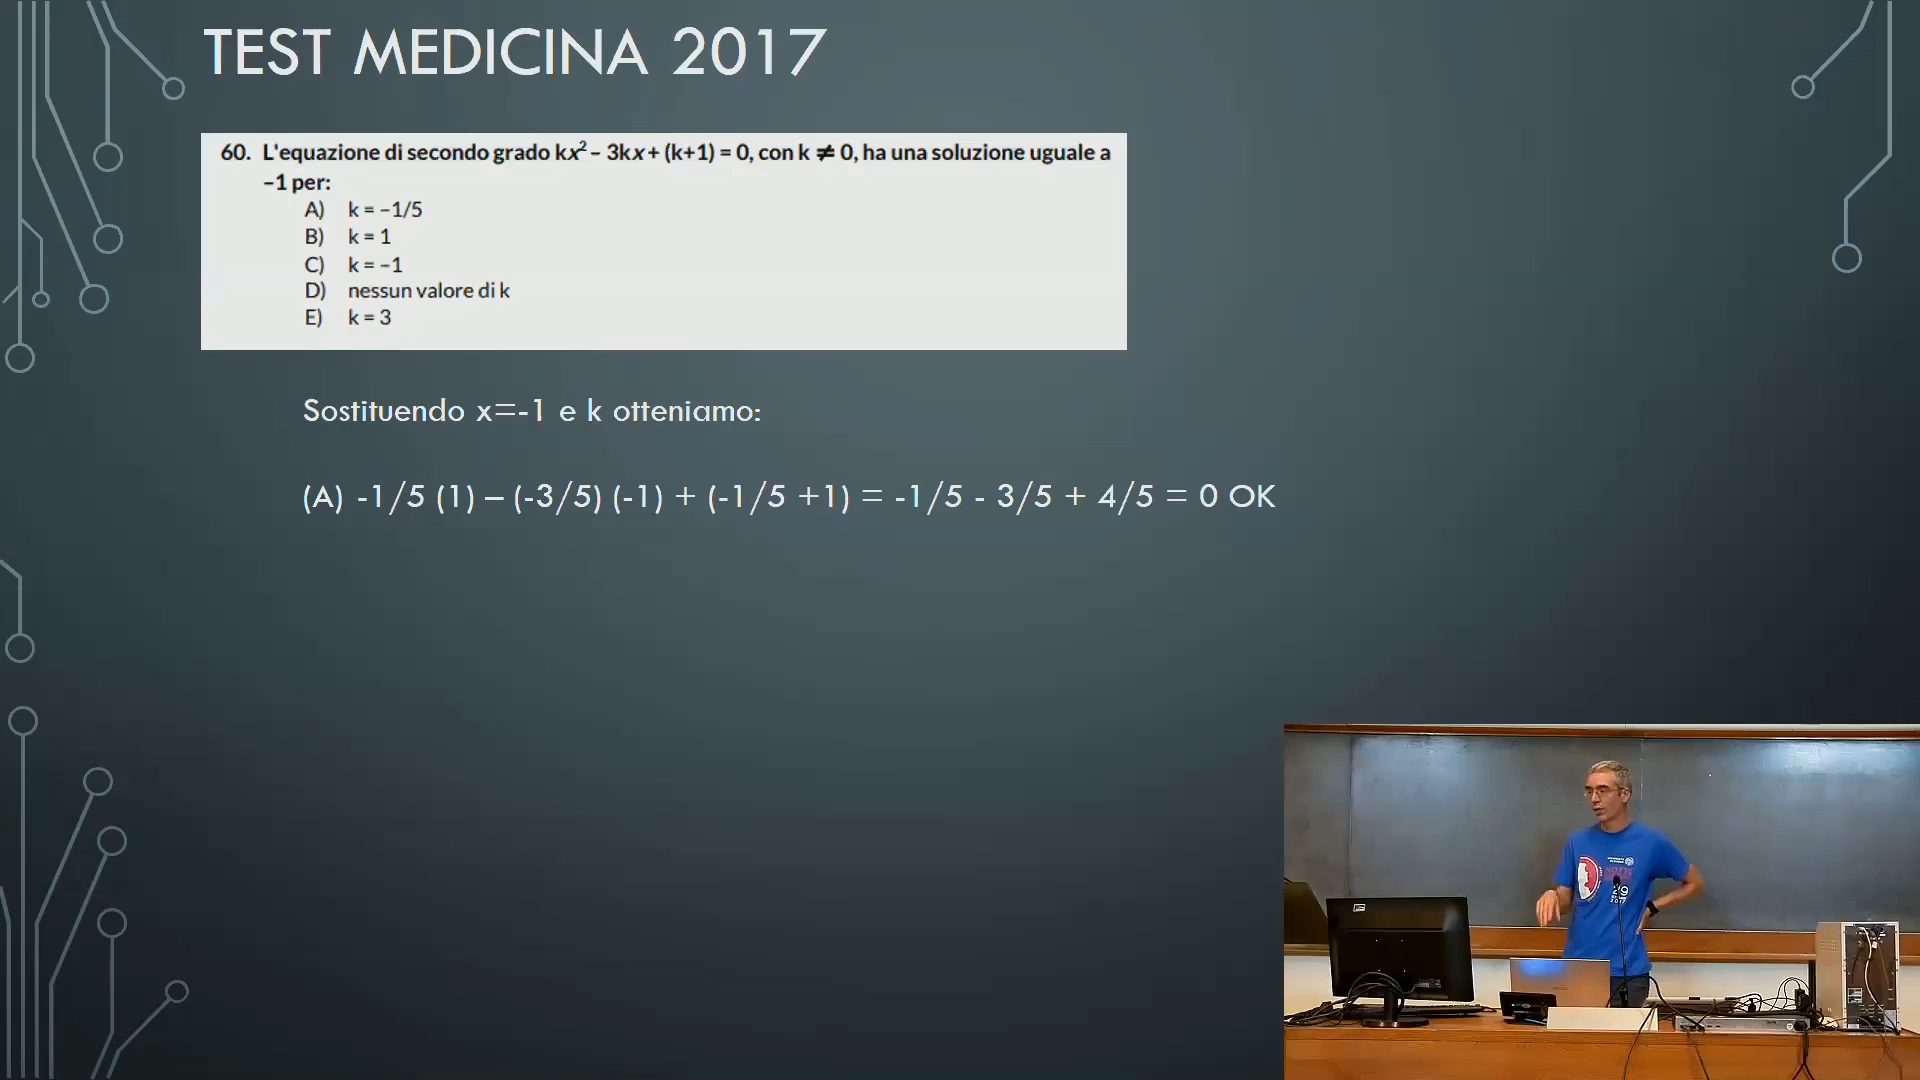 TEST MEDICINA 2017
60. L'equazione di secondo grado kx² – 3kx + (k+1) = 0, con k ≠ 0, ha una soluzione uguale a
–1 per:
A) k = –1/5
B) k = 1
C) k = –1
D) nessun valore di k
E) k = 3
Sostituendo x=-1 e k otteniamo:
(A) -1/5 (1) – (-3/5) (-1) + (-1/5 +1) = -1/5 - 3/5 + 4/5 = 0 OK
29
2017